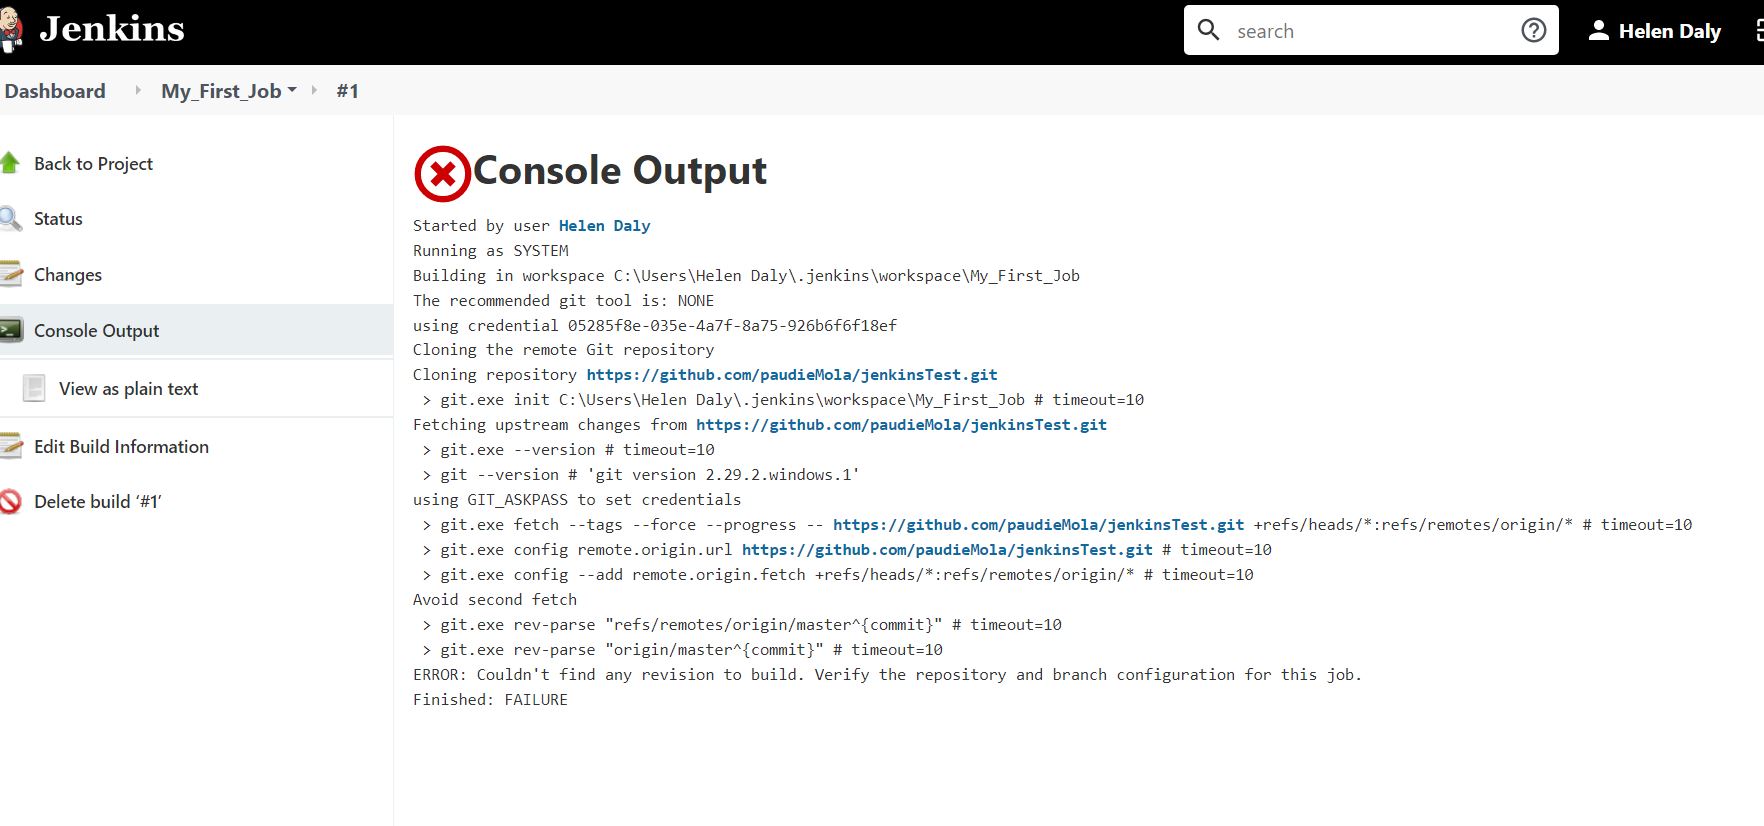 Jenkins
search
Helen Daly
Dashboard
My_First_Job
#1
Back to Project
Status
Changes
Console Output
View as plain text
Edit Build Information
Delete build ‘#1’
Console Output
Started by user Helen Daly
Running as SYSTEM
Building in workspace C:\Users\Helen Daly\.jenkins\workspace\My_First_Job
The recommended git tool is: NONE
using credential 05285f8e-035e-4a7f-8a75-926b6f6f18ef
Cloning the remote Git repository
Cloning repository https://github.com/paudieMola/jenkinsTest.git
> git.exe init C:\Users\Helen Daly\.jenkins\workspace\My_First_Job # timeout=10
Fetching upstream changes from https://github.com/paudieMola/jenkinsTest.git
> git.exe --version # timeout=10
> git --version # 'git version 2.29.2.windows.1'
using GIT_ASKPASS to set credentials
> git.exe fetch --tags --force --progress -- https://github.com/paudieMola/jenkinsTest.git +refs/heads/*:refs/remotes/origin/* # timeout=10
> git.exe config remote.origin.url https://github.com/paudieMola/jenkinsTest.git # timeout=10
> git.exe config --add remote.origin.fetch +refs/heads/*:refs/remotes/origin/* # timeout=10
Avoid second fetch
> git.exe rev-parse "refs/remotes/origin/master^{commit}" # timeout=10
> git.exe rev-parse "origin/master^{commit}" # timeout=10
ERROR: Couldn't find any revision to build. Verify the repository and branch configuration for this job.
Finished: FAILURE